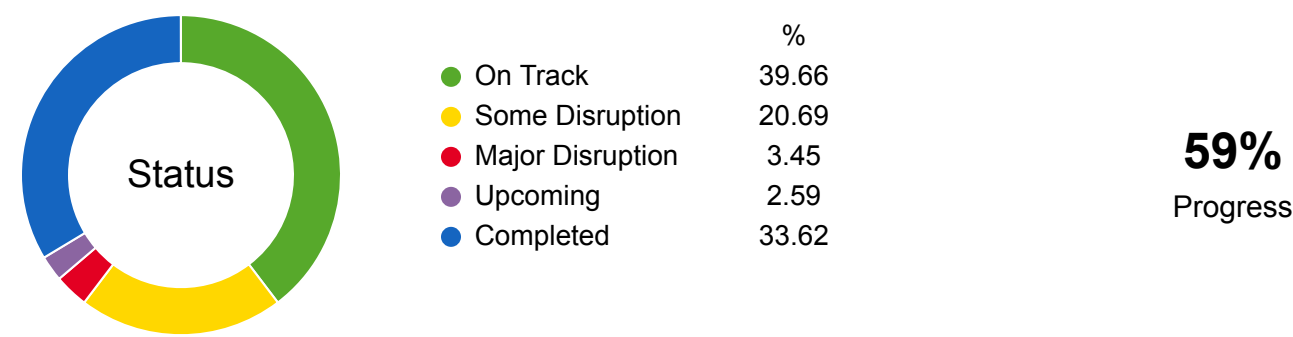 Status
%
On Track 39.66
Some Disruption 20.69
Major Disruption 3.45
Upcoming 2.59
Completed 33.62
59%
Progress